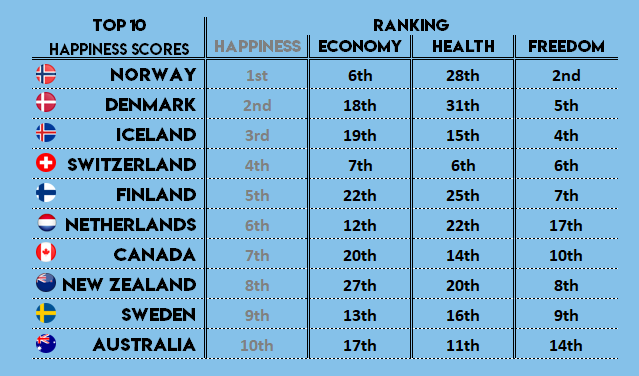 TOP 10 RANKING
HAPPINESS SCORES HAPPINESS ECONOMY HEALTH FREEDOM
NORWAY 1st 6th 28th 2nd
DENMARK 2nd 18th 31th 5th
ICELAND 3rd 19th 15th 4th
SWITZERLAND 4th 7th 6th 6th
FINLAND 5th 22th 25th 7th
NETHERLANDS 6th 12th 22th 17th
CANADA 7th 20th 14th 10th
NEW ZEALAND 8th 27th 20th 8th
SWEDEN 9th 13th 16th 9th
AUSTRALIA 10th 17th 11th 14th